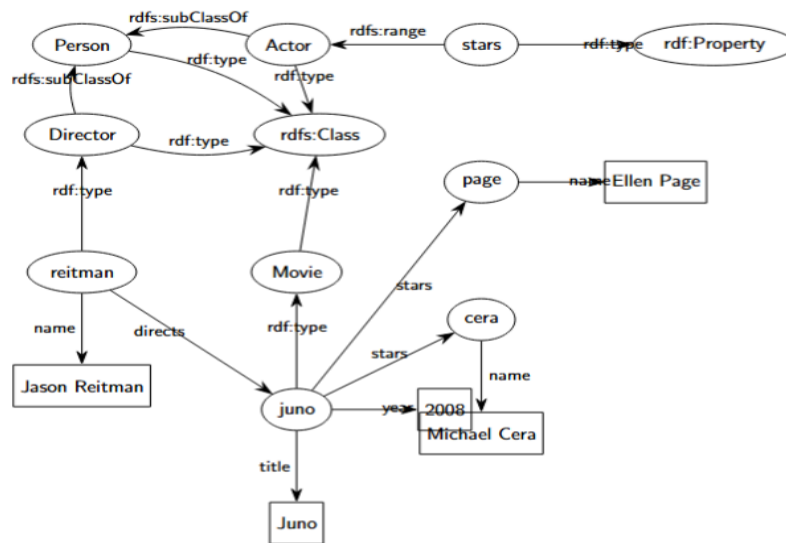 rdfs:subClassOf
Person
Actor
rdfs:range
stars
rdf:type
rdf:Property
rdf:type
rdfs:subClassOf
rdf:type
Director
rdf:type
rdfs:Class
rdf:type
rdf:type
page
name
Ellen Page
reitman
Movie
stars
name
directs
rdf:type
cera
stars
name
Jason Reitman
juno
year
2008
Michael Cera
title
Juno